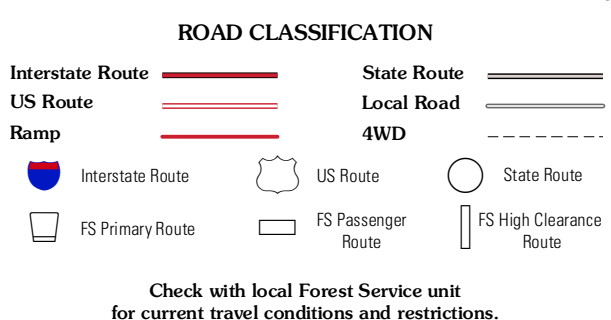 ROAD CLASSIFICATION
Interstate Route
State Route
US Route
Local Road
Ramp
4WD
Interstate Route
US Route
State Route
FS Primary Route
FS Passenger
Route
FS High Clearance
Route
Check with local Forest Service unit
for current travel conditions and restrictions.